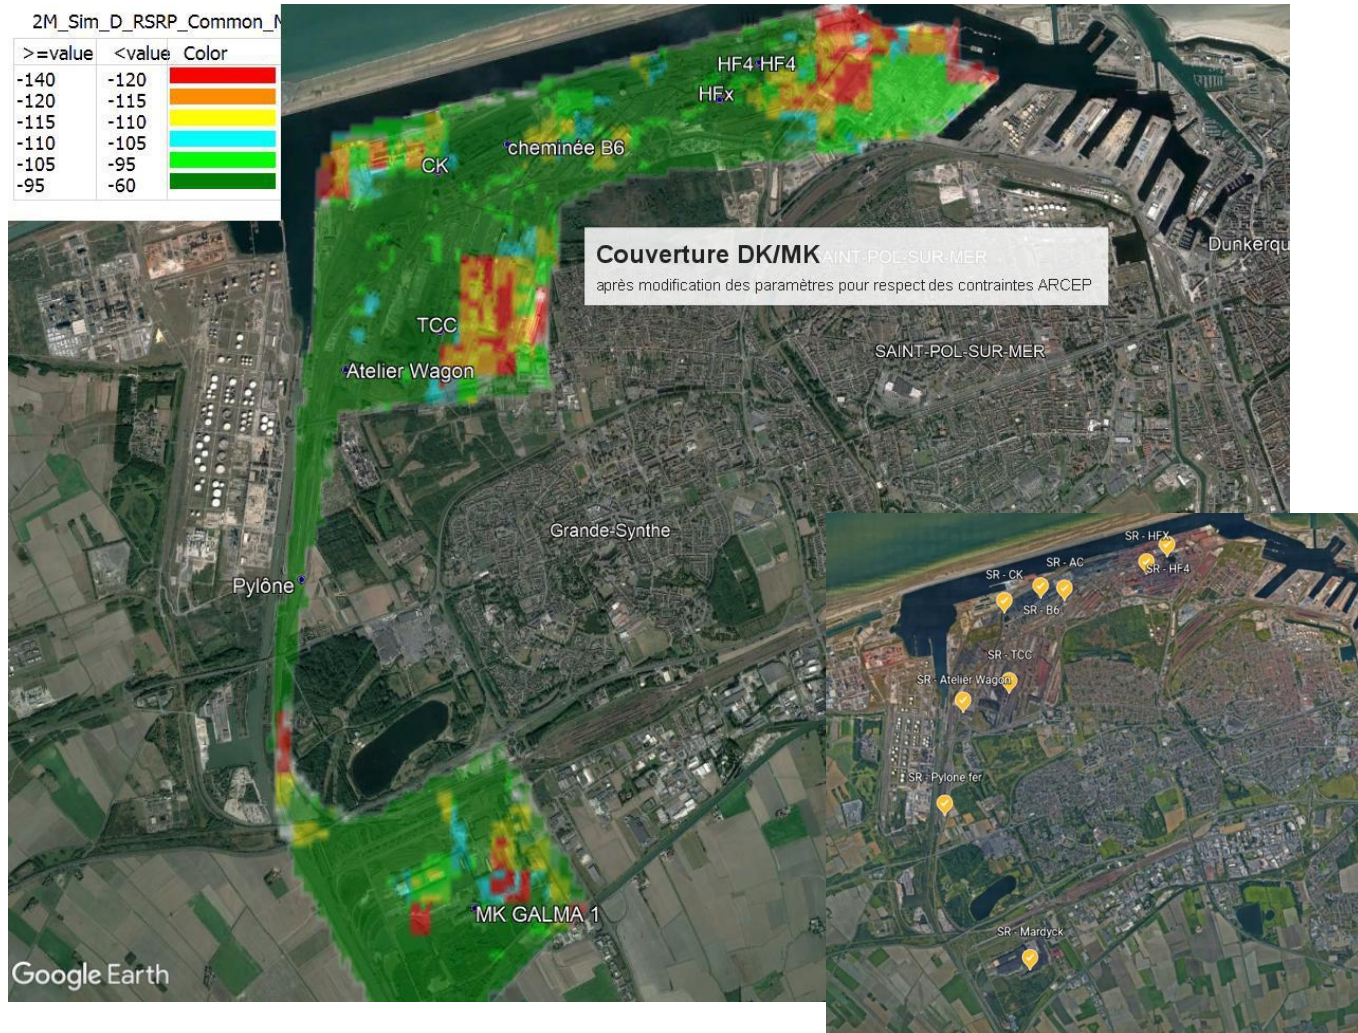 2M_Sim_D_RSRP_Common_
>=value <value Color
-140 -120
-120 -115
-115 -110
-110 -105
-105 -95
-95 -60
HF4 HF4
HFx
cheminée B6
CK
Dunkerqu
Couverture DK/MK
AINT-POL-SUR-MER
après modification des paramètres pour respect des contraintes ARCEP
TCC
SAINT-POL-SUR-MER
Atelier Wagon
Grande-Synthe
Pylône
MK GALMA 1
Google Earth
SR - HFX
SR - AC
SR - HF4
SR - CK
SR - B6
SR - TCC
SR - Atelier Wagon
SR - Pylone fer
SR - Mardyck